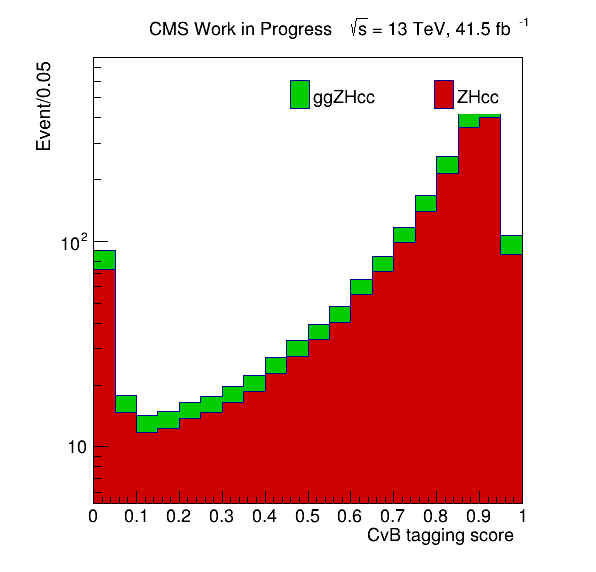 CMS Work in Progress √s = 13 TeV, 41.5 fb⁻¹
Event/0.05
ggZHcc ZHcc
10²
10
0 0.1 0.2 0.3 0.4 0.5 0.6 0.7 0.8 0.9 1
CvB tagging score